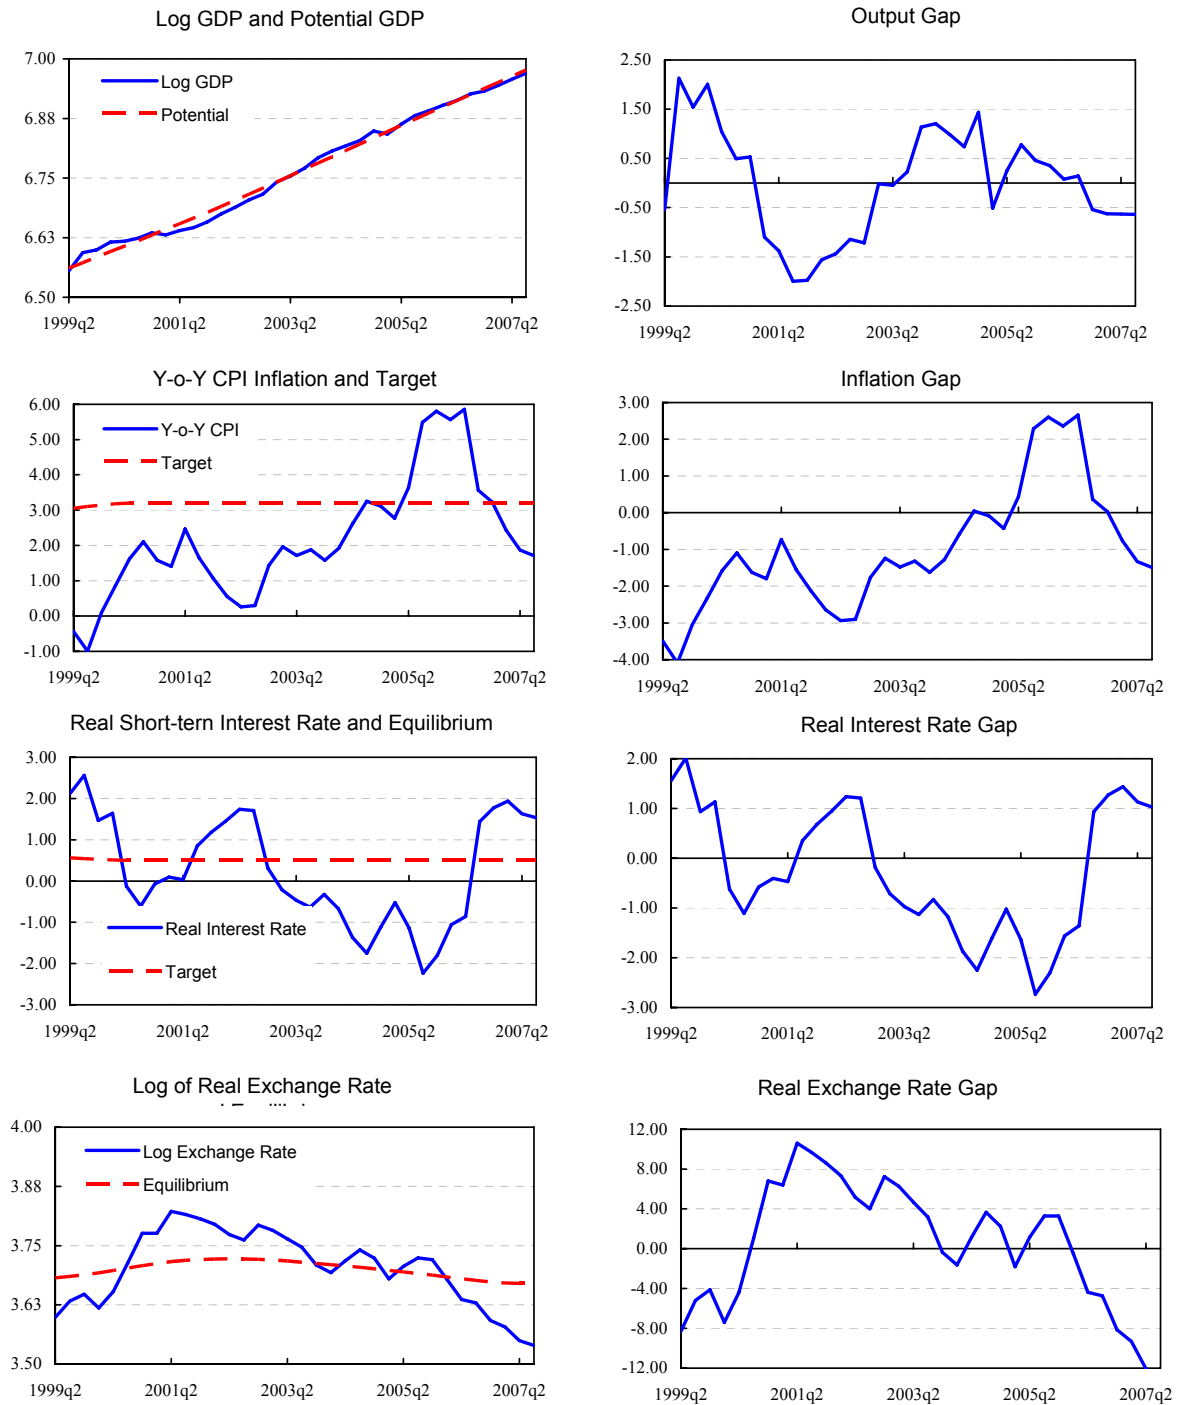 Log GDP and Potential GDP
7.00
6.88
6.75
6.63
6.50
Log GDP
Potential
1999q2 2001q2 2003q2 2005q2 2007q2
Output Gap
2.50
1.50
0.50
-0.50
-1.50
-2.50
1999q2 2001q2 2003q2 2005q2 2007q2
Y-o-Y CPI Inflation and Target
6.00
5.00
4.00
3.00
2.00
1.00
0.00
-1.00
Y-o-Y CPI
Target
1999q2 2001q2 2003q2 2005q2 2007q2
Inflation Gap
3.00
2.00
1.00
0.00
-1.00
-2.00
-3.00
-4.00
1999q2 2001q2 2003q2 2005q2 2007q2
Real Short-tern Interest Rate and Equilibrium
3.00
2.00
1.00
0.00
-1.00
-2.00
-3.00
Real Interest Rate
Target
1999q2 2001q2 2003q2 2005q2 2007q2
Real Interest Rate Gap
2.00
1.00
0.00
-1.00
-2.00
-3.00
1999q2 2001q2 2003q2 2005q2 2007q2
Log of Real Exchange Rate
4.00
3.88
3.75
3.63
3.50
Log Exchange Rate
Equilibrium
1999q2 2001q2 2003q2 2005q2 2007q2
Real Exchange Rate Gap
12.00
8.00
4.00
0.00
-4.00
-8.00
-12.00
1999q2 2001q2 2003q2 2005q2 2007q2